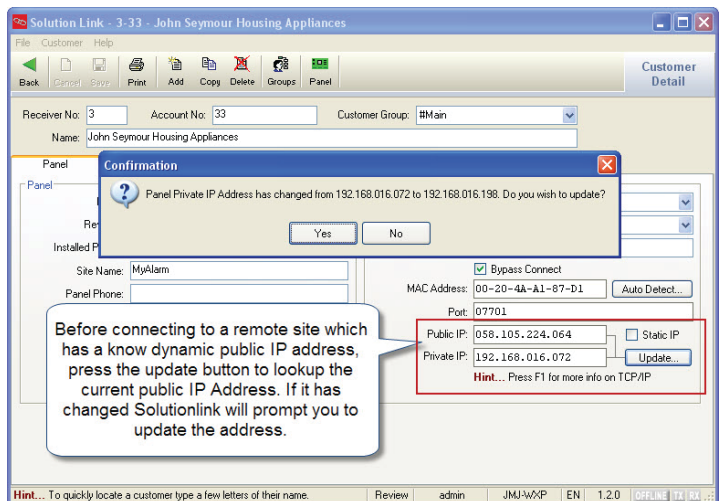 Solution Link - 3-33 - John Seymour Housing Appliances
File Customer Help
Back Cancel Save Print Add Copy Delete Groups Panel
Customer Detail
Receiver No: 3 Account No: 33 Customer Group: #Main
Name: John Seymour Housing Appliances
Panel
Confirmation
Panel Private IP Address has changed from 192.168.016.072 to 192.168.016.198. Do you wish to update?
Yes No
Panel
Installed P
Site Name: MyAlarm
Panel Phone:
Bypass Connect
MAC Address: 00-20-4A-A1-87-D1 Auto Detect...
Port: 07701
Public IP: 058.105.224.064 Static IP
Private IP: 192.168.016.072 Update...
Hint... Press F1 for more info on TCP/IP
Before connecting to a remote site which
has a know dynamic public IP address,
press the update button to lookup the
current public IP Address. If it has
changed Solutionlink will prompt you to
update the address.
Hint... To quickly locate a customer type a few letters of their name. Review admin JMJ-WXP EN 1.2.0 OFFLINE TX RX